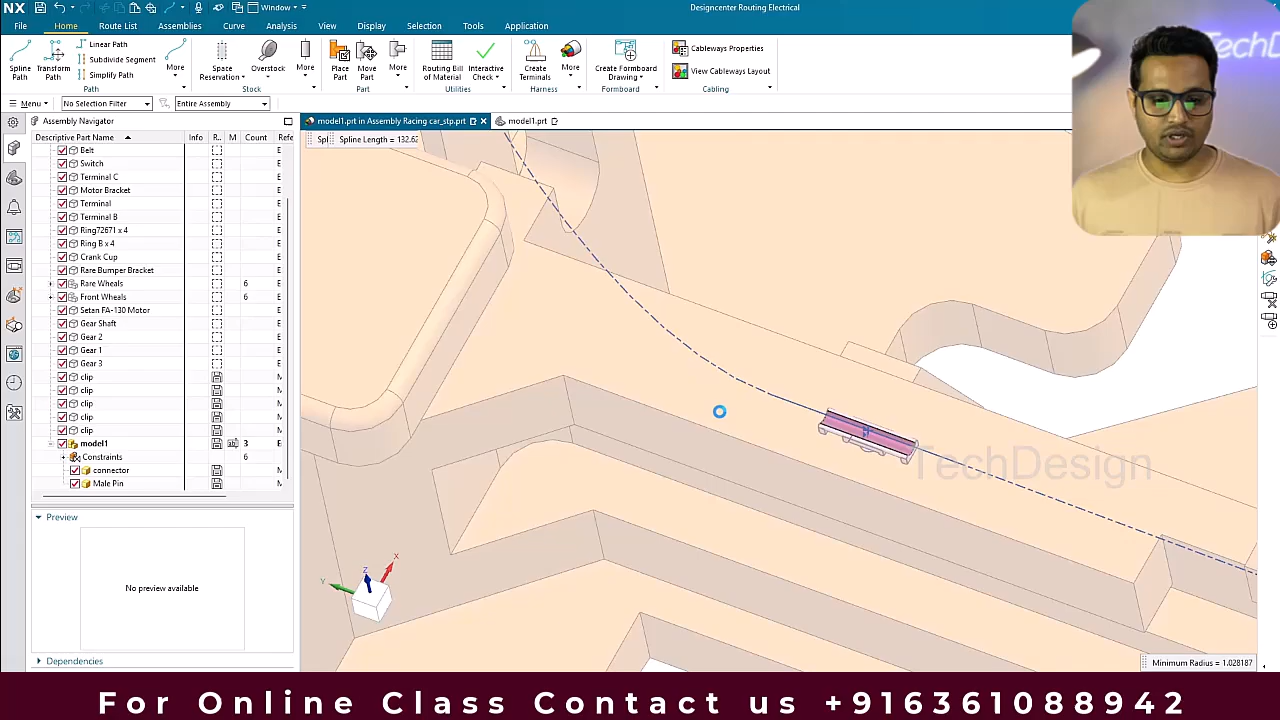 NX
Window
Designcenter Routing Electrical
File Home Route List Assemblies Curve Analysis View Display Selection Tools Application
Spline Path
Transform Path
Linear Path
Subdivide Segment
Simplify Path
More
Path
Space Reservation
Overstock
More
Stock
Place Part
Move Part
More
Part
Routing Bill of Material
Interactive Check
Utilities
Create Terminals
More
Harness
Create Formboard Drawing
Formboard
Cableways Properties
View Cableways Layout
Cabling
Menu No Selection Filter Entire Assembly
Assembly Navigator
model1.prt in Assembly Racing car_stp.prt
model1.prt
Descriptive Part Name Info R.. M Count Refe
Spl Spline Length = 132.62
Belt E
Switch E
Terminal C E
Motor Bracket E
Terminal E
Terminal B E
Ring72671 x 4 E
Ring B x 4 E
Crank Cup E
Rare Bumper Bracket E
Rare Wheals 6 E
Front Wheals 6 E
Setan FA-130 Motor E
Gear Shaft E
Gear 2 E
Gear 1 E
Gear 3 E
clip
clip
clip
clip
clip
model1 3 E
Constraints 6
connector
Male Pin
Preview
No preview available
Dependencies
X
Y
Z
TechDesign
TechD
Minimum Radius = 1.028187
For Online Class Contact us +916361088942